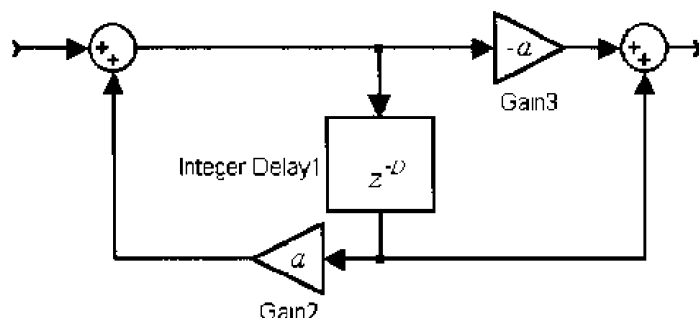 +
+
-a
+
+
Gain3
Integer Delay1
z^-D
a
Gain2